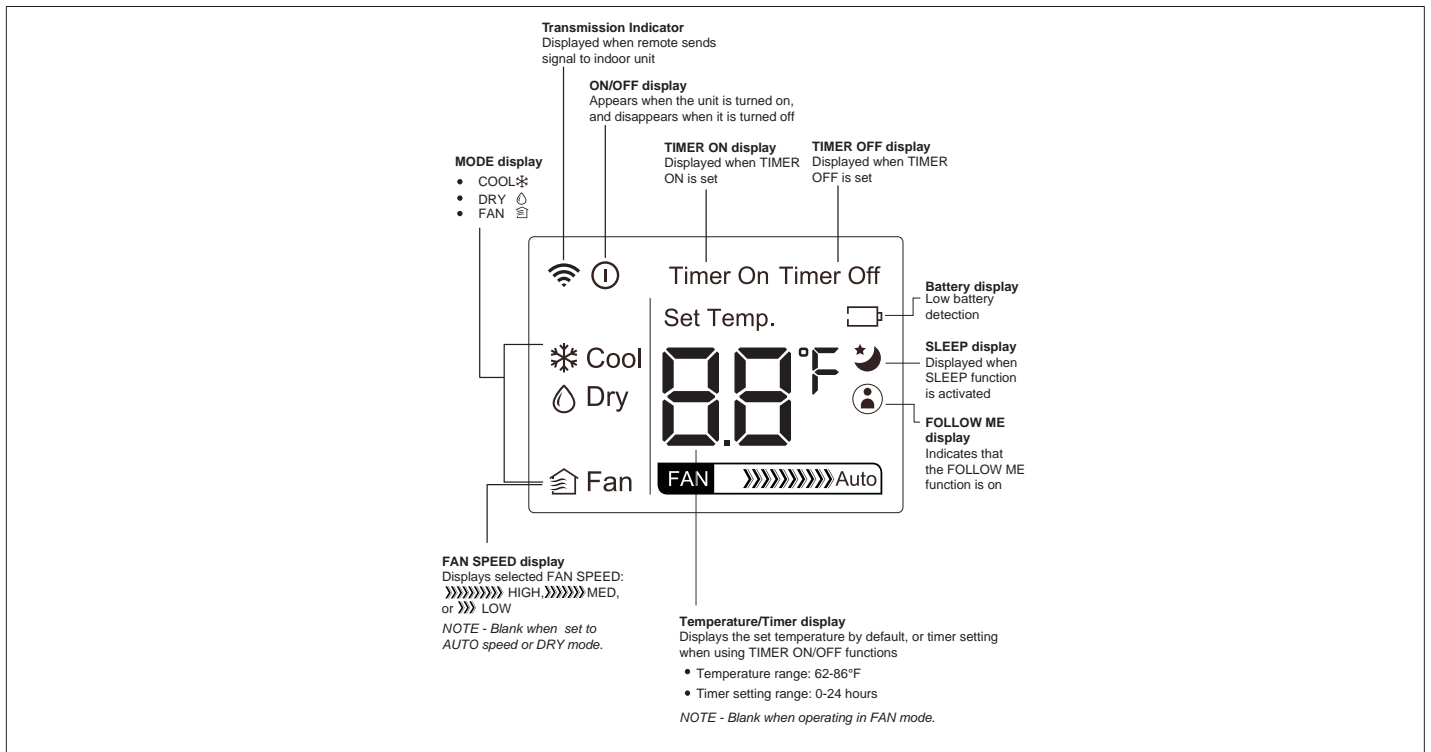 Transmission Indicator
Displayed when remote sends
signal to indoor unit
ON/OFF display
Appears when the unit is turned on,
and disappears when it is turned off
TIMER ON display
Displayed when TIMER
ON is set
TIMER OFF display
Displayed when TIMER
OFF is set
MODE display
• COOL
• DRY
• FAN
Timer On Timer Off
Set Temp.
Cool
Dry
Fan
8.8°F
FAN Auto
Battery display
Low battery
detection
SLEEP display
Displayed when
SLEEP function
is activated
FOLLOW ME
display
Indicates that
the FOLLOW ME
function is on
FAN SPEED display
Displays selected FAN SPEED:
HIGH, MED,
or LOW
NOTE - Blank when set to
AUTO speed or DRY mode.
Temperature/Timer display
Displays the set temperature by default, or timer setting
when using TIMER ON/OFF functions
• Temperature range: 62-86°F
• Timer setting range: 0-24 hours
NOTE - Blank when operating in FAN mode.